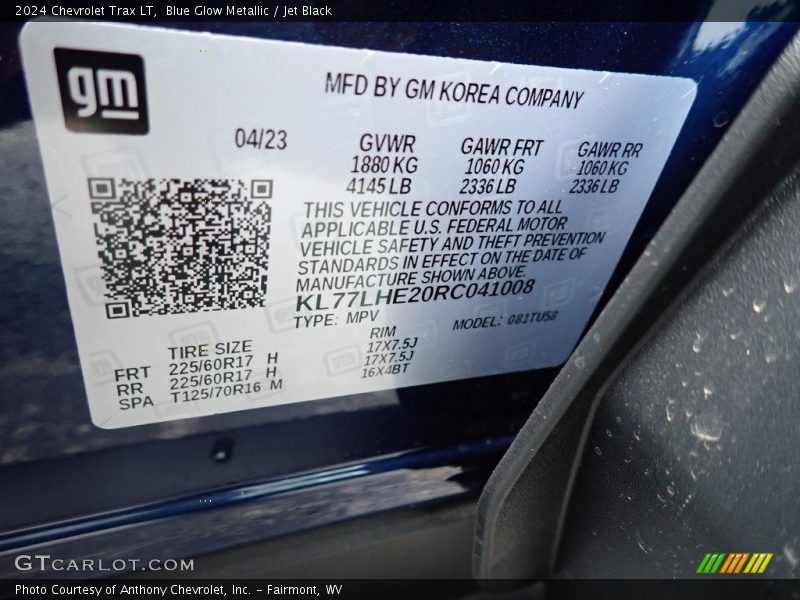 2024 Chevrolet Trax LT, Blue Glow Metallic / Jet Black
gm
MFD BY GM KOREA COMPANY
04/23
GVWR
1880 KG
4145 LB
GAWR FRT
1060 KG
2336 LB
GAWR RR
1060 KG
2336 LB
THIS VEHICLE CONFORMS TO ALL
APPLICABLE U.S. FEDERAL MOTOR
VEHICLE SAFETY AND THEFT PREVENTION
STANDARDS IN EFFECT ON THE DATE OF
MANUFACTURE SHOWN ABOVE.
KL77LHE20RC041008
TYPE: MPV MODEL: 081TU58
TIRE SIZE RIM
FRT 225/60R17 H 17X7.5J
RR 225/60R17 H 17X7.5J
SPA T125/70R16 M 16X4BT
GTCARLOT.COM
Photo Courtesy of Anthony Chevrolet, Inc. – Fairmont, WV